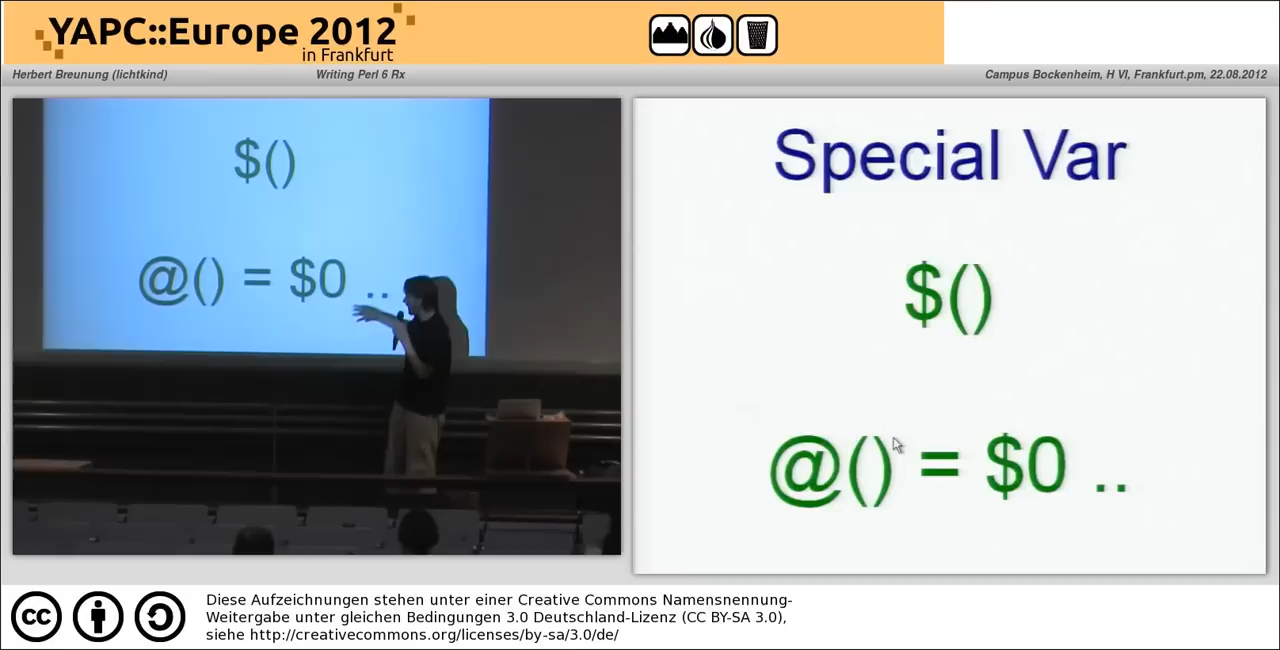 YAPC::Europe 2012
in Frankfurt
Herbert Breunung (lichtkind)
Writing Perl 6 Rx
Campus Bockenheim, H VI, Frankfurt.pm, 22.08.2012
$()
@() = $0 ..
Special Var
$()
@() = $0 ..
cc
Diese Aufzeichnungen stehen unter einer Creative Commons Namensnennung-
Weitergabe unter gleichen Bedingungen 3.0 Deutschland-Lizenz (CC BY-SA 3.0),
siehe http://creativecommons.org/licenses/by-sa/3.0/de/